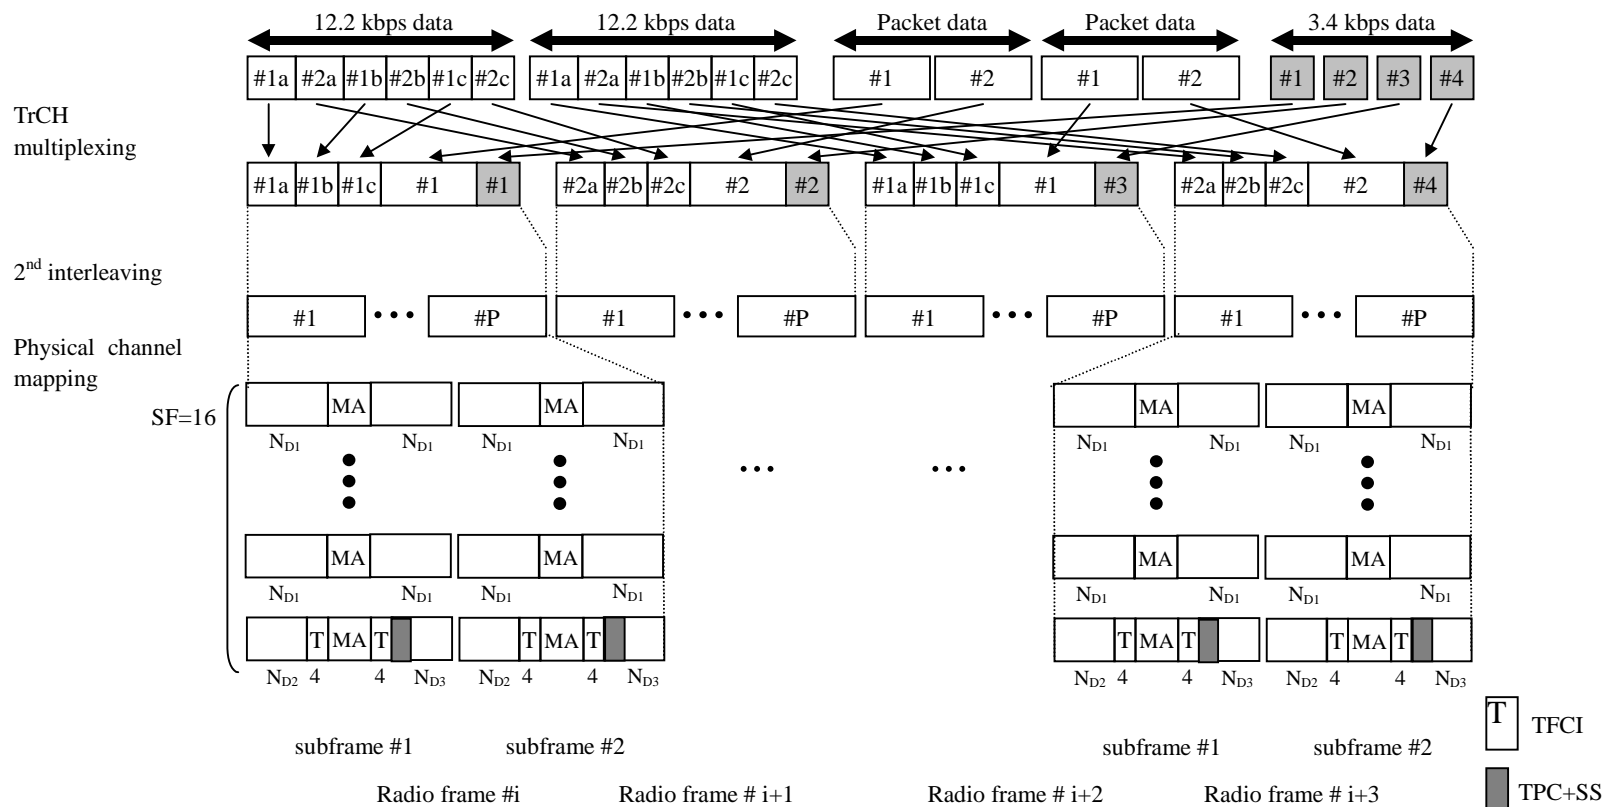 12.2 kbps data 12.2 kbps data Packet data Packet data 3.4 kbps data
#1a #2a #1b #2b #1c #2c #1a #2a #1b #2b #1c #2c #1 #2 #1 #2 #1 #2 #3 #4
TrCH
multiplexing
#1a #1b #1c #1 #1 #2a #2b #2c #2 #2 #1a #1b #1c #1 #3 #2a #2b #2c #2 #4
2nd interleaving
#1 ••• #P #1 ••• #P #1 ••• #P #1 ••• #P
Physical channel
mapping
SF=16
MA MA MA MA
ND1 ND1 ND1 ND1 ND1 ND1 ND1 ND1
... ...
MA MA MA MA
ND1 ND1 ND1 ND1 ND1 ND1 ND1 ND1
T MA T T MA T T MA T T MA T
ND2 4 4 ND3 ND2 4 4 ND3 ND2 4 4 ND3 ND2 4 4 ND3
T TFCI
subframe #1 subframe #2 subframe #1 subframe #2
TPC+SS
Radio frame #i Radio frame # i+1 Radio frame # i+2 Radio frame # i+3